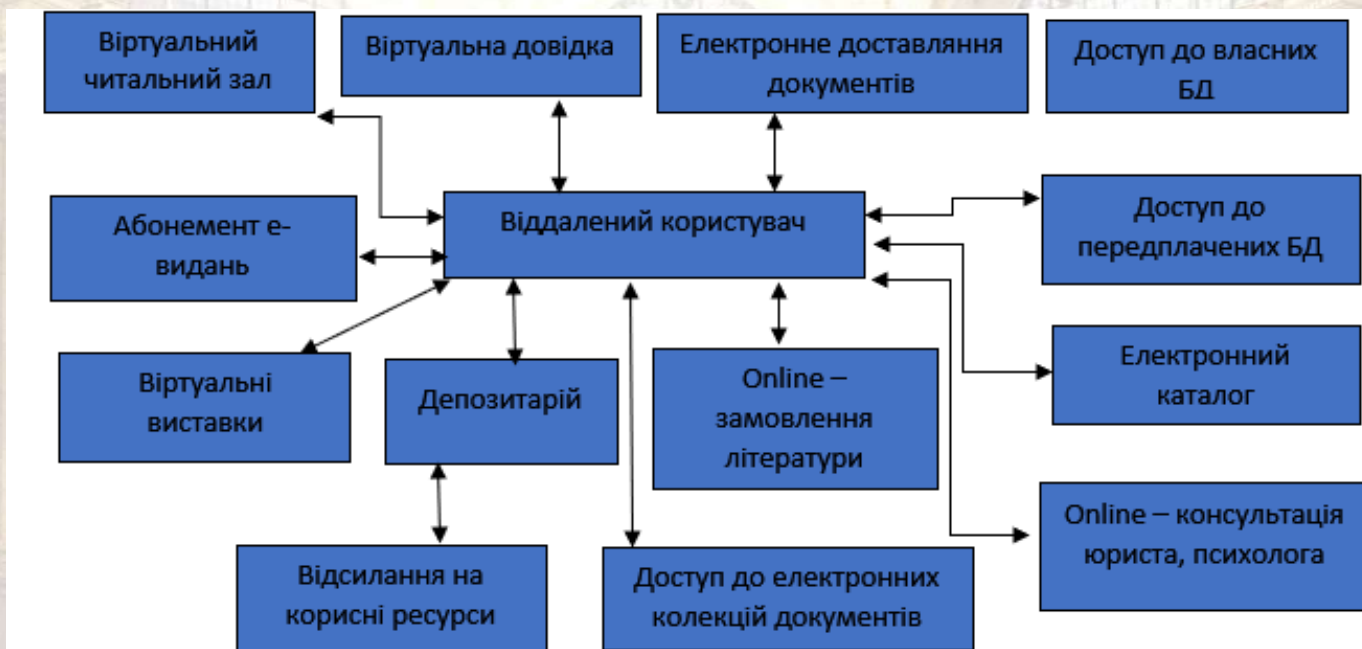 Віртуальний
читальний зал
Віртуальна довідка
Електронне доставляння
документів
Доступ до власних
БД
Абонемент е-
видань
Віддалений користувач
Доступ до
передплачених БД
Віртуальні
виставки
Депозитарій
Online –
замовлення
літератури
Електронний
каталог
Відсилання на
корисні ресурси
Доступ до електронних
колекцій документів
Online – консультація
юриста, психолога